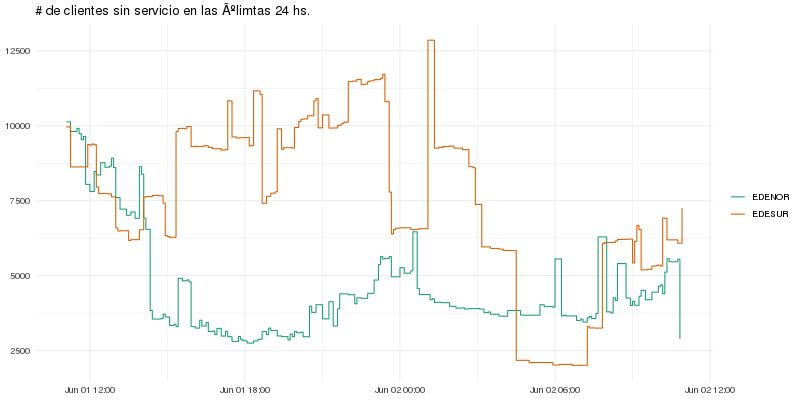 # de clientes sin servicio en las Ãºlimtas 24 hs.
12500
10000
7500
5000
2500
Jun 01 12:00
Jun 01 18:00
Jun 02 00:00
Jun 02 06:00
Jun 02 12:00
EDENOR
EDESUR